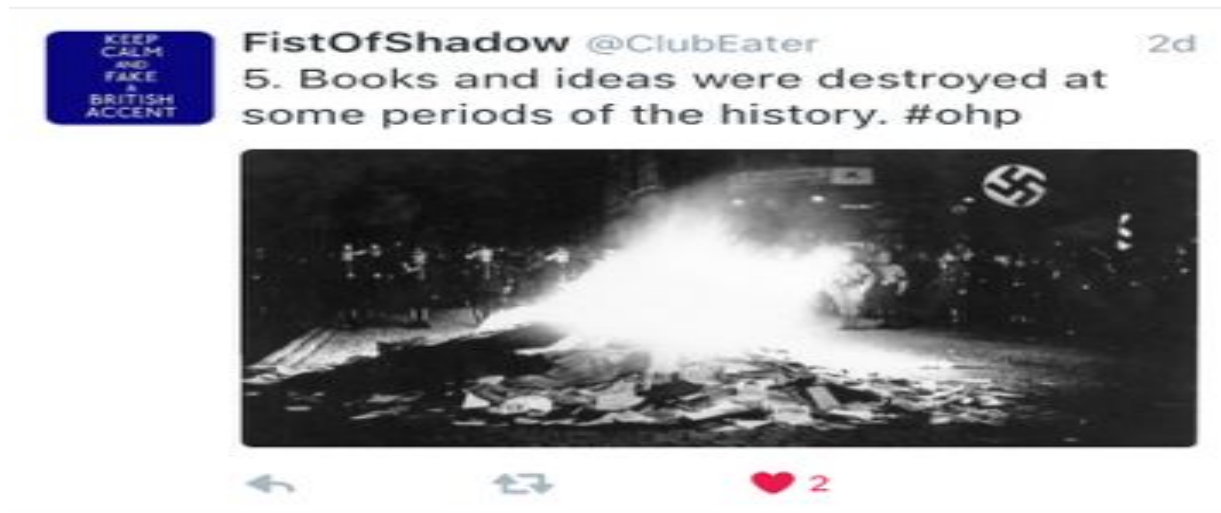 KEEP
CALM
AND
FAKE
A
BRITISH
ACCENT
FistOfShadow @ClubEater 2d
5. Books and ideas were destroyed at
some periods of the history. #ohp
2